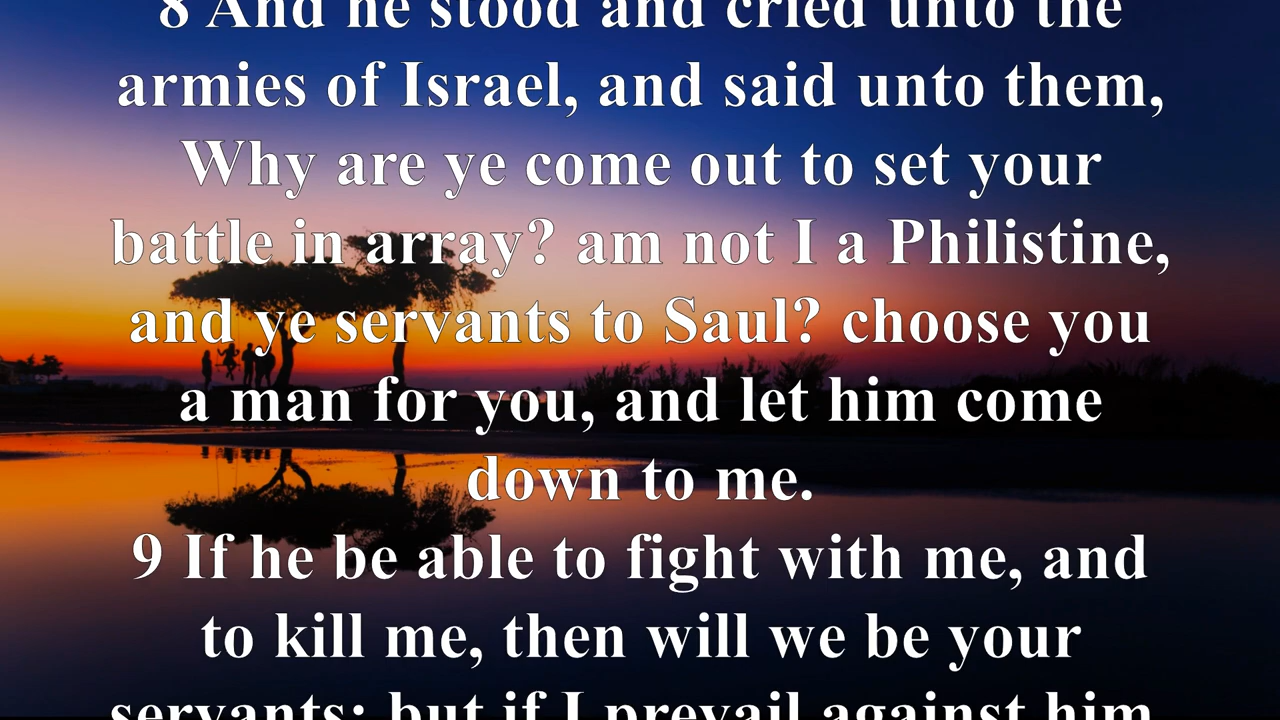 8 And he stood and cried unto the
armies of Israel, and said unto them,
Why are ye come out to set your
battle in array? am not I a Philistine,
and ye servants to Saul? choose you
a man for you, and let him come
down to me.
9 If he be able to fight with me, and
to kill me, then will we be your
servants: but if I prevail against him,